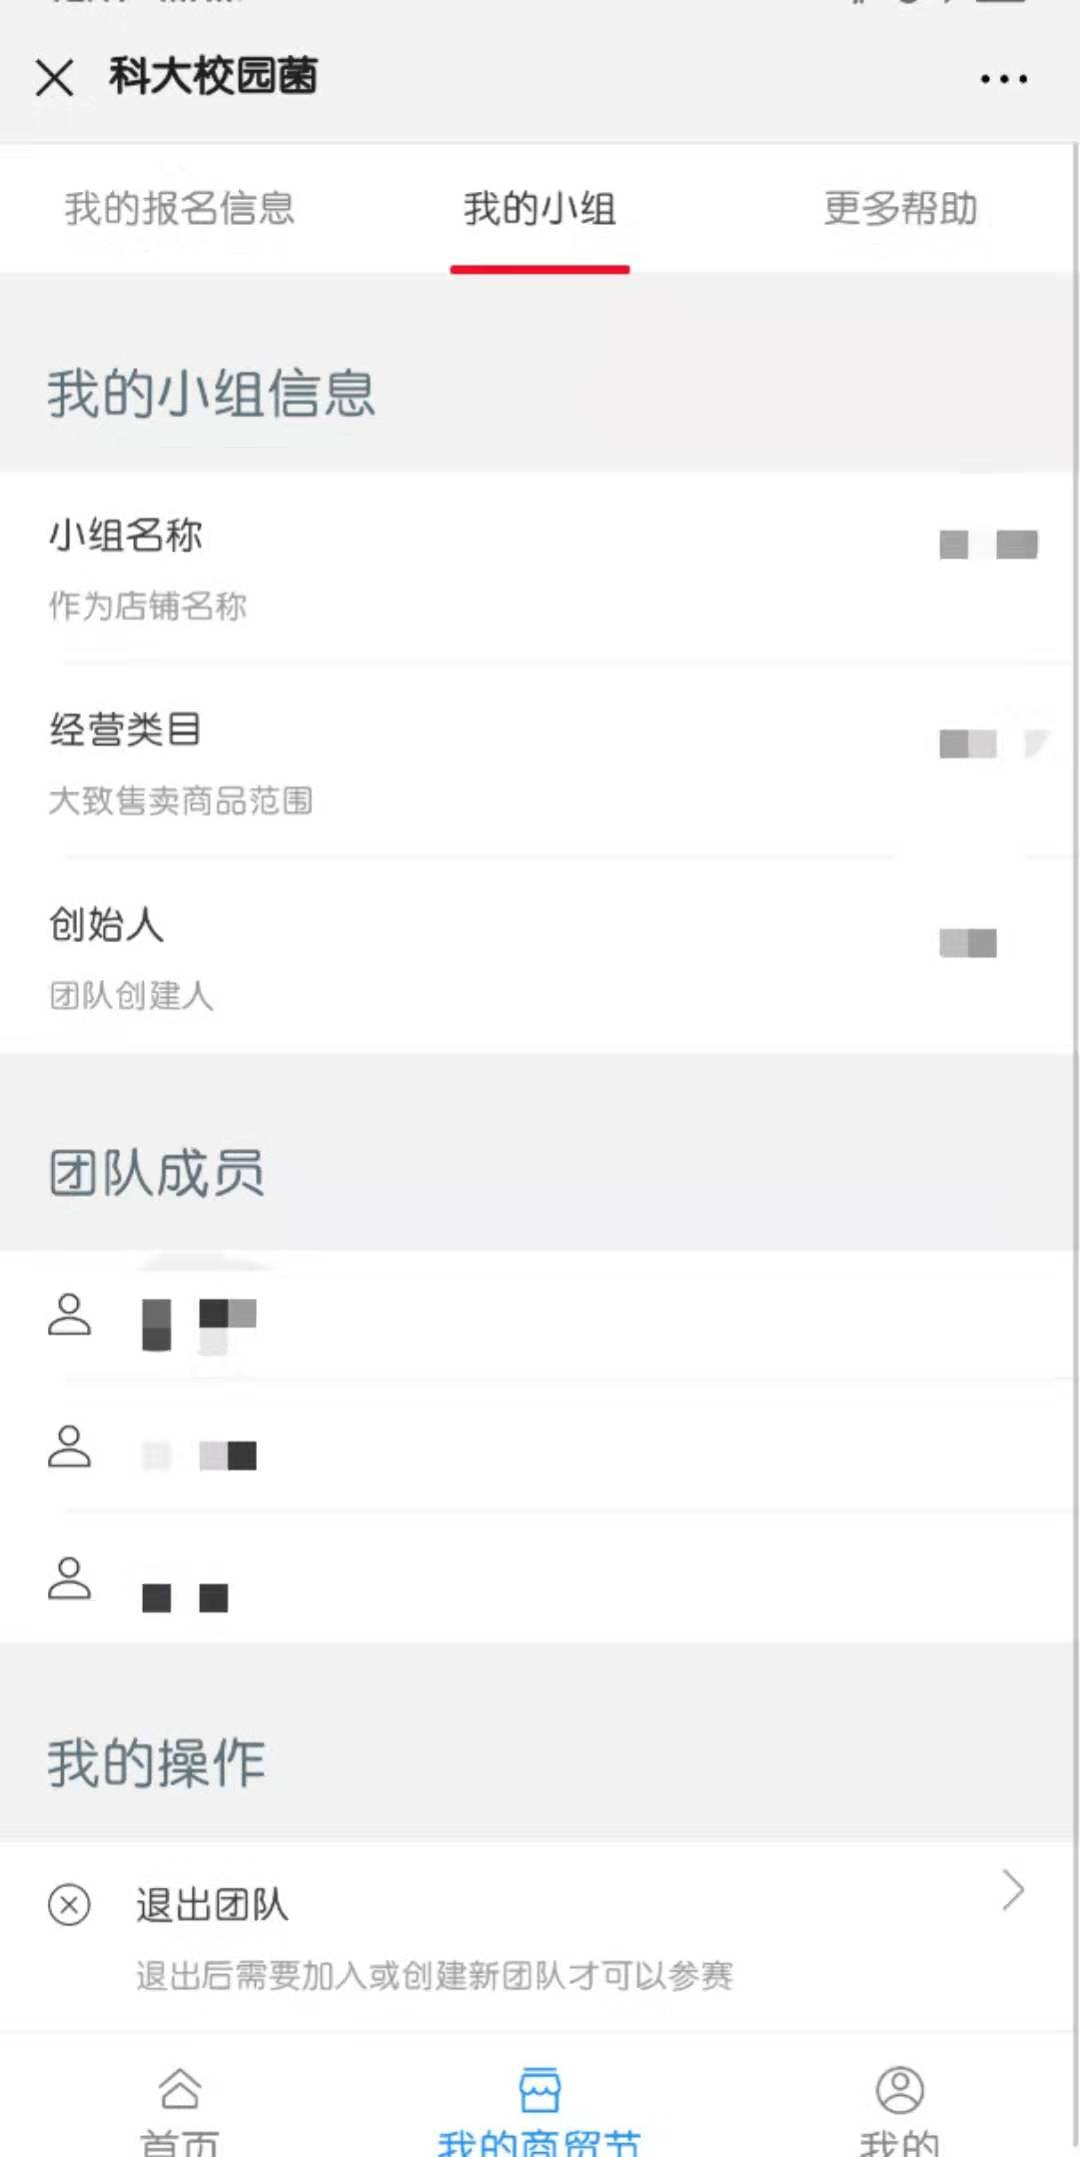 科大校园菌
我的报名信息
我的小组
更多帮助
我的小组信息
小组名称
作为店铺名称
经营类目
大致售卖商品范围
创始人
团队创建人
团队成员
我的操作
退出团队
退出后需要加入或创建新团队才可以参赛
首页
我的商贸节
我的